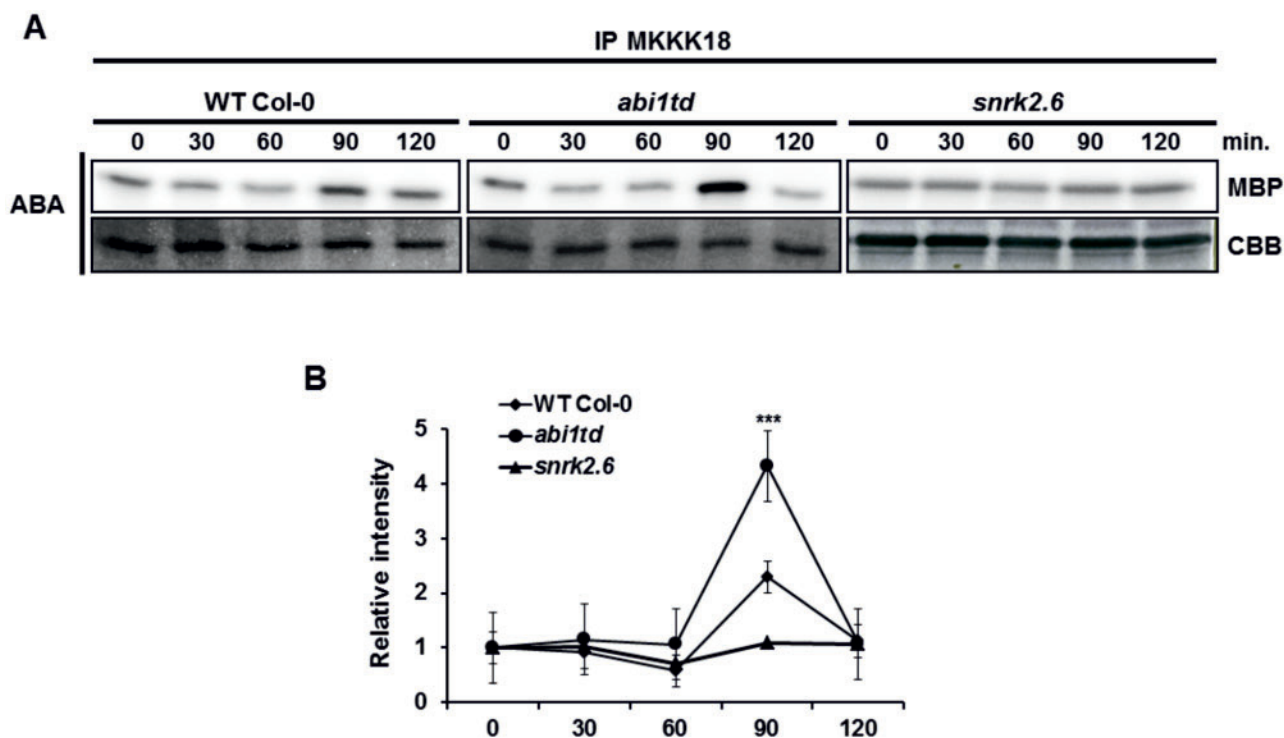 A
IP MKKK18
WT Col-0 abi1td snrk2.6
0 30 60 90 120 0 30 60 90 120 0 30 60 90 120 min.
ABA
MBP
CBB
B
WT Col-0
abi1td
snrk2.6
***
Relative intensity
5
4
3
2
1
0
0 30 60 90 120